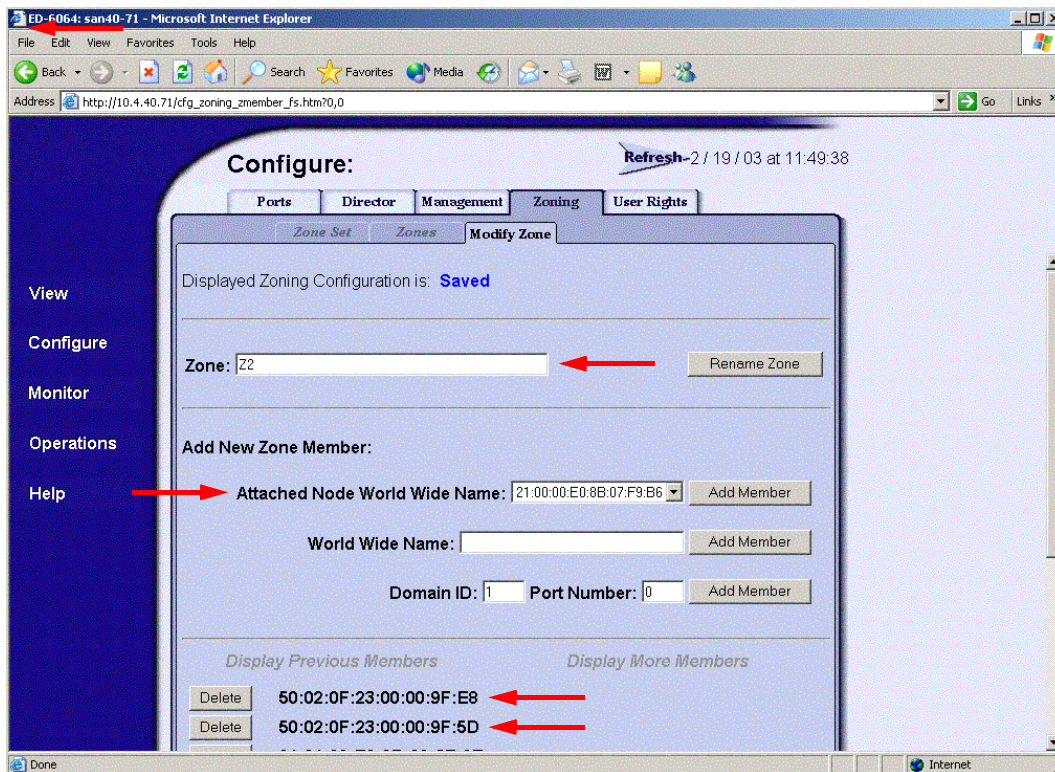 ED-6064: san40-71 - Microsoft Internet Explorer
File Edit View Favorites Tools Help
Back Search Favorites Media
Address http://10.4.40.71/cfg_zoning_zmember_fs.htm?0,0 Go Links
Configure: Refresh-2 / 19 / 03 at 11:49:38
Ports Director Management Zoning User Rights
Zone Set Zones Modify Zone
Displayed Zoning Configuration is: Saved
View
Configure
Monitor
Operations
Help
Zone: Z2 Rename Zone
Add New Zone Member:
Attached Node World Wide Name: 21:00:00:E0:8B:07:F9:B6 Add Member
World Wide Name: Add Member
Domain ID: 1 Port Number: 0 Add Member
Display Previous Members Display More Members
Delete 50:02:0F:23:00:00:9F:E8
Delete 50:02:0F:23:00:00:9F:5D
Done Internet